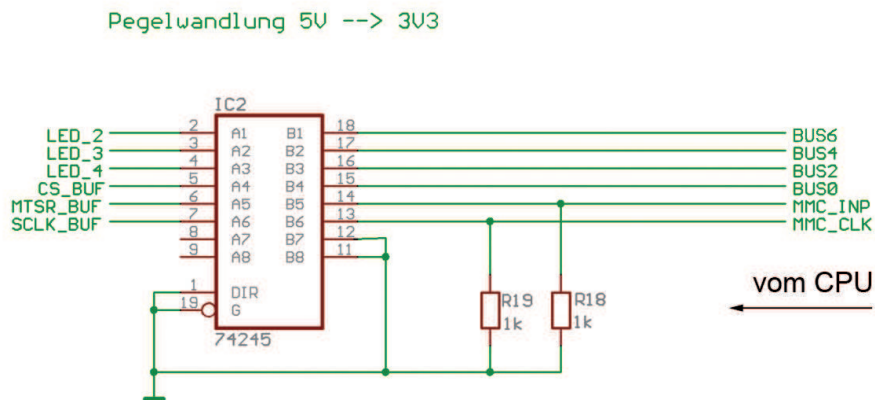 Pegelwandlung 5V --> 3V3
IC2
LED_2 2 A1 B1 18 BUS6
LED_3 3 A2 B2 17 BUS4
LED_4 4 A3 B3 16 BUS2
CS_BUF 5 A4 B4 15 BUS0
MTSR_BUF 6 A5 B5 14 MMC_INP
SCLK_BUF 7 A6 B6 13 MMC_CLK
8 A7 B7 12
9 A8 B8 11
1 DIR
19 G
74245
R19
1k
R18
1k
vom CPU